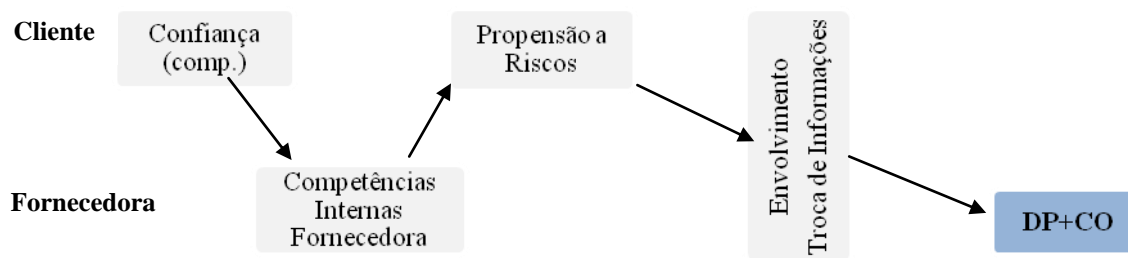 Cliente
Confiança
(comp.)
Propensão a
Riscos
Envolvimento
Troca de Informações
Fornecedora
Competências
Internas
Fornecedora
DP+CO